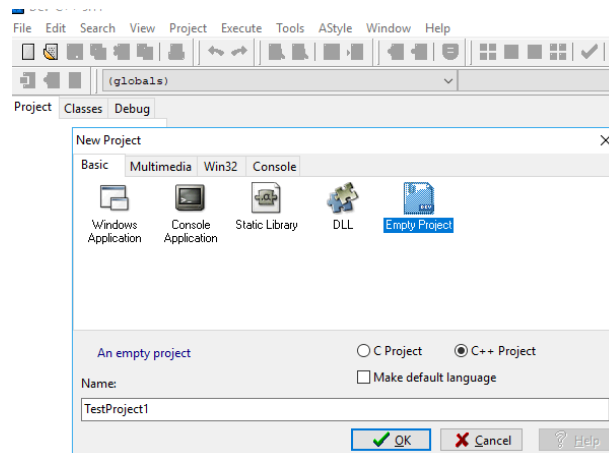 File Edit Search View Project Execute Tools AStyle Window Help
(globals)
Project Classes Debug
New Project
Basic Multimedia Win32 Console
Windows Application
Console Application
Static Library
DLL
Empty Project
An empty project
C Project C++ Project
Make default language
Name:
TestProject1
OK Cancel Help